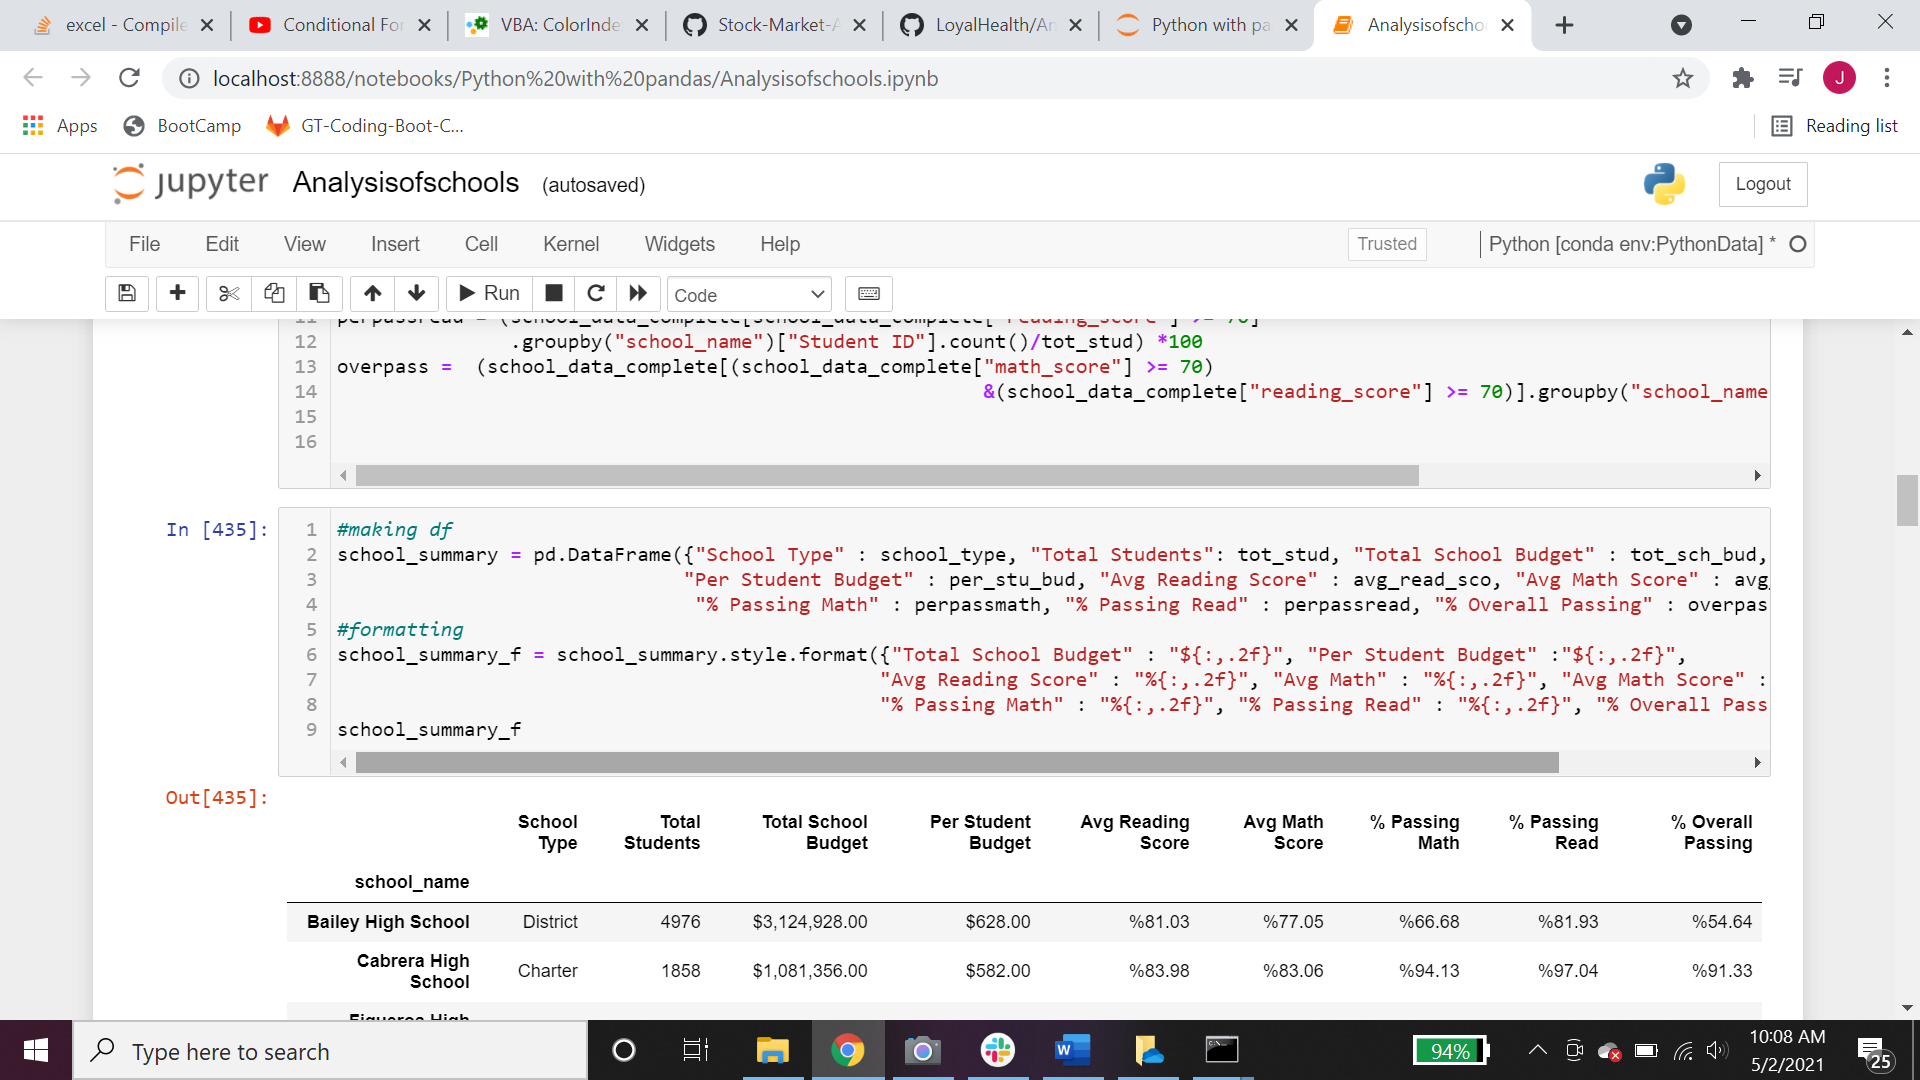 excel - Compile
Conditional For
VBA: ColorInde
Stock-Market-A
LoyalHealth/An
Python with pa
Analysisofscho
localhost:8888/notebooks/Python%20with%20pandas/Analysisofschools.ipynb
J
Apps
BootCamp
GT-Coding-Boot-C...
Reading list
jupyter
Analysisofschools
(autosaved)
Logout
File Edit View Insert Cell Kernel Widgets Help
Trusted
Python [conda env:PythonData] *
Run
Code
11 perpassread = (school_data_complete[school_data_complete["reading_score"] >= 70]
12 .groupby("school_name")["Student ID"].count()/tot_stud) *100
13 overpass = (school_data_complete[(school_data_complete["math_score"] >= 70)
14 &(school_data_complete["reading_score"] >= 70)].groupby("school_name
15
16
In [435]:
1 #making df
2 school_summary = pd.DataFrame({"School Type" : school_type, "Total Students": tot_stud, "Total School Budget" : tot_sch_bud,
3 "Per Student Budget" : per_stu_bud, "Avg Reading Score" : avg_read_sco, "Avg Math Score" : avg_
4 "% Passing Math" : perpassmath, "% Passing Read" : perpassread, "% Overall Passing" : overpas
5 #formatting
6 school_summary_f = school_summary.style.format({"Total School Budget" : "${:,.2f}", "Per Student Budget" :"${:,.2f}",
7 "Avg Reading Score" : "%{:,.2f}", "Avg Math" : "%{:,.2f}", "Avg Math Score" :
8 "% Passing Math" : "%{:,.2f}", "% Passing Read" : "%{:,.2f}", "% Overall Pass
9 school_summary_f
Out[435]:
School Type Total Students Total School Budget Per Student Budget Avg Reading Score Avg Math Score % Passing Math % Passing Read % Overall Passing
school_name
Bailey High School District 4976 $3,124,928.00 $628.00 %81.03 %77.05 %66.68 %81.93 %54.64
Cabrera High School Charter 1858 $1,081,356.00 $582.00 %83.98 %83.06 %94.13 %97.04 %91.33
Figueroa High
Type here to search
94%
10:08 AM
5/2/2021
25